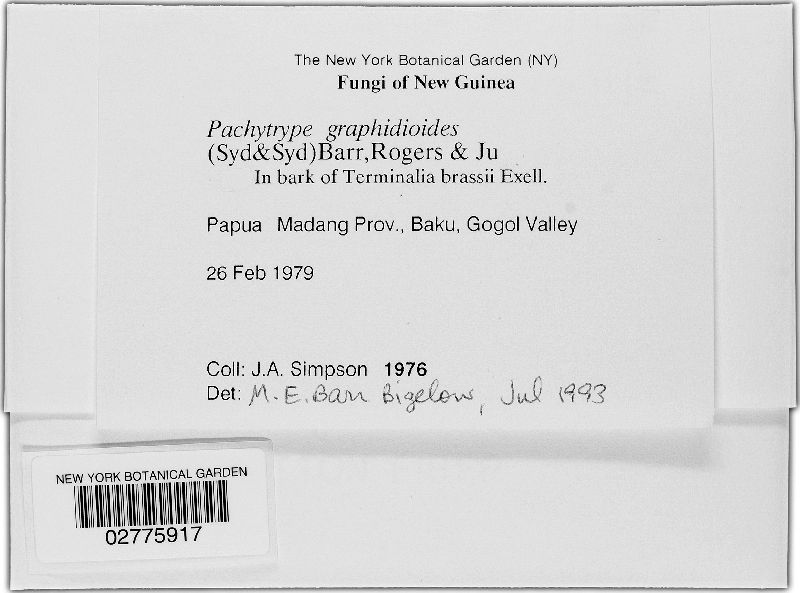 The New York Botanical Garden (NY)
Fungi of New Guinea
Pachytrype graphidioides
(Syd&Syd)Barr,Rogers & Ju
In bark of Terminalia brassii Exell.
Papua Madang Prov., Baku, Gogol Valley
26 Feb 1979
Coll: J.A. Simpson 1976
Det: M.E. Barr Bigelow, Jul 1993
NEW YORK BOTANICAL GARDEN
02775917